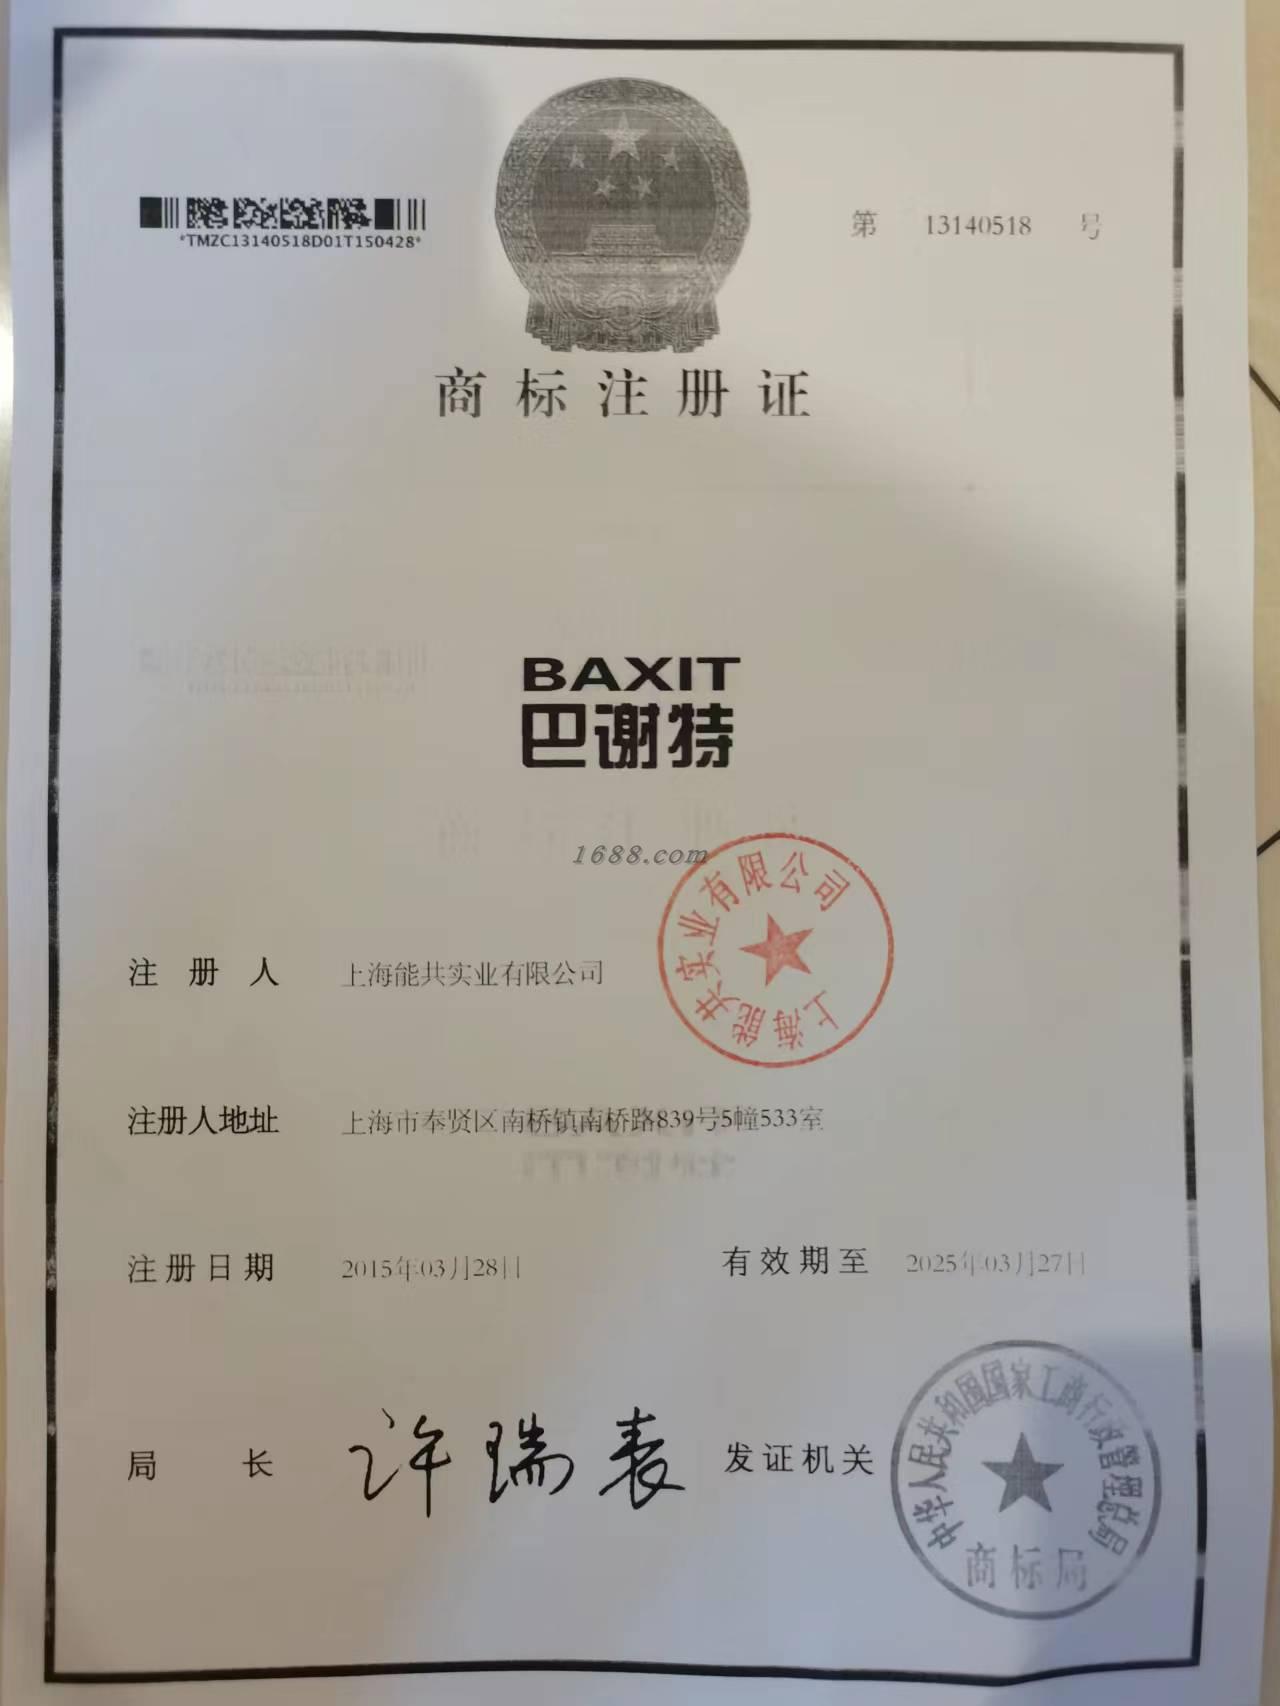 *TMZC13140518D01T150428*
第 13140518 号
商标注册证
BAXIT
巴谢特
1688.com
上海能共实业有限公司
注册人 上海能共实业有限公司
注册人地址 上海市奉贤区南桥镇南桥路839号5幢533室
注册日期 2015年03月28日 有效期至 2025年03月27日
局长 许瑞表 发证机关
中华人民共和国国家工商行政管理总局
商标局